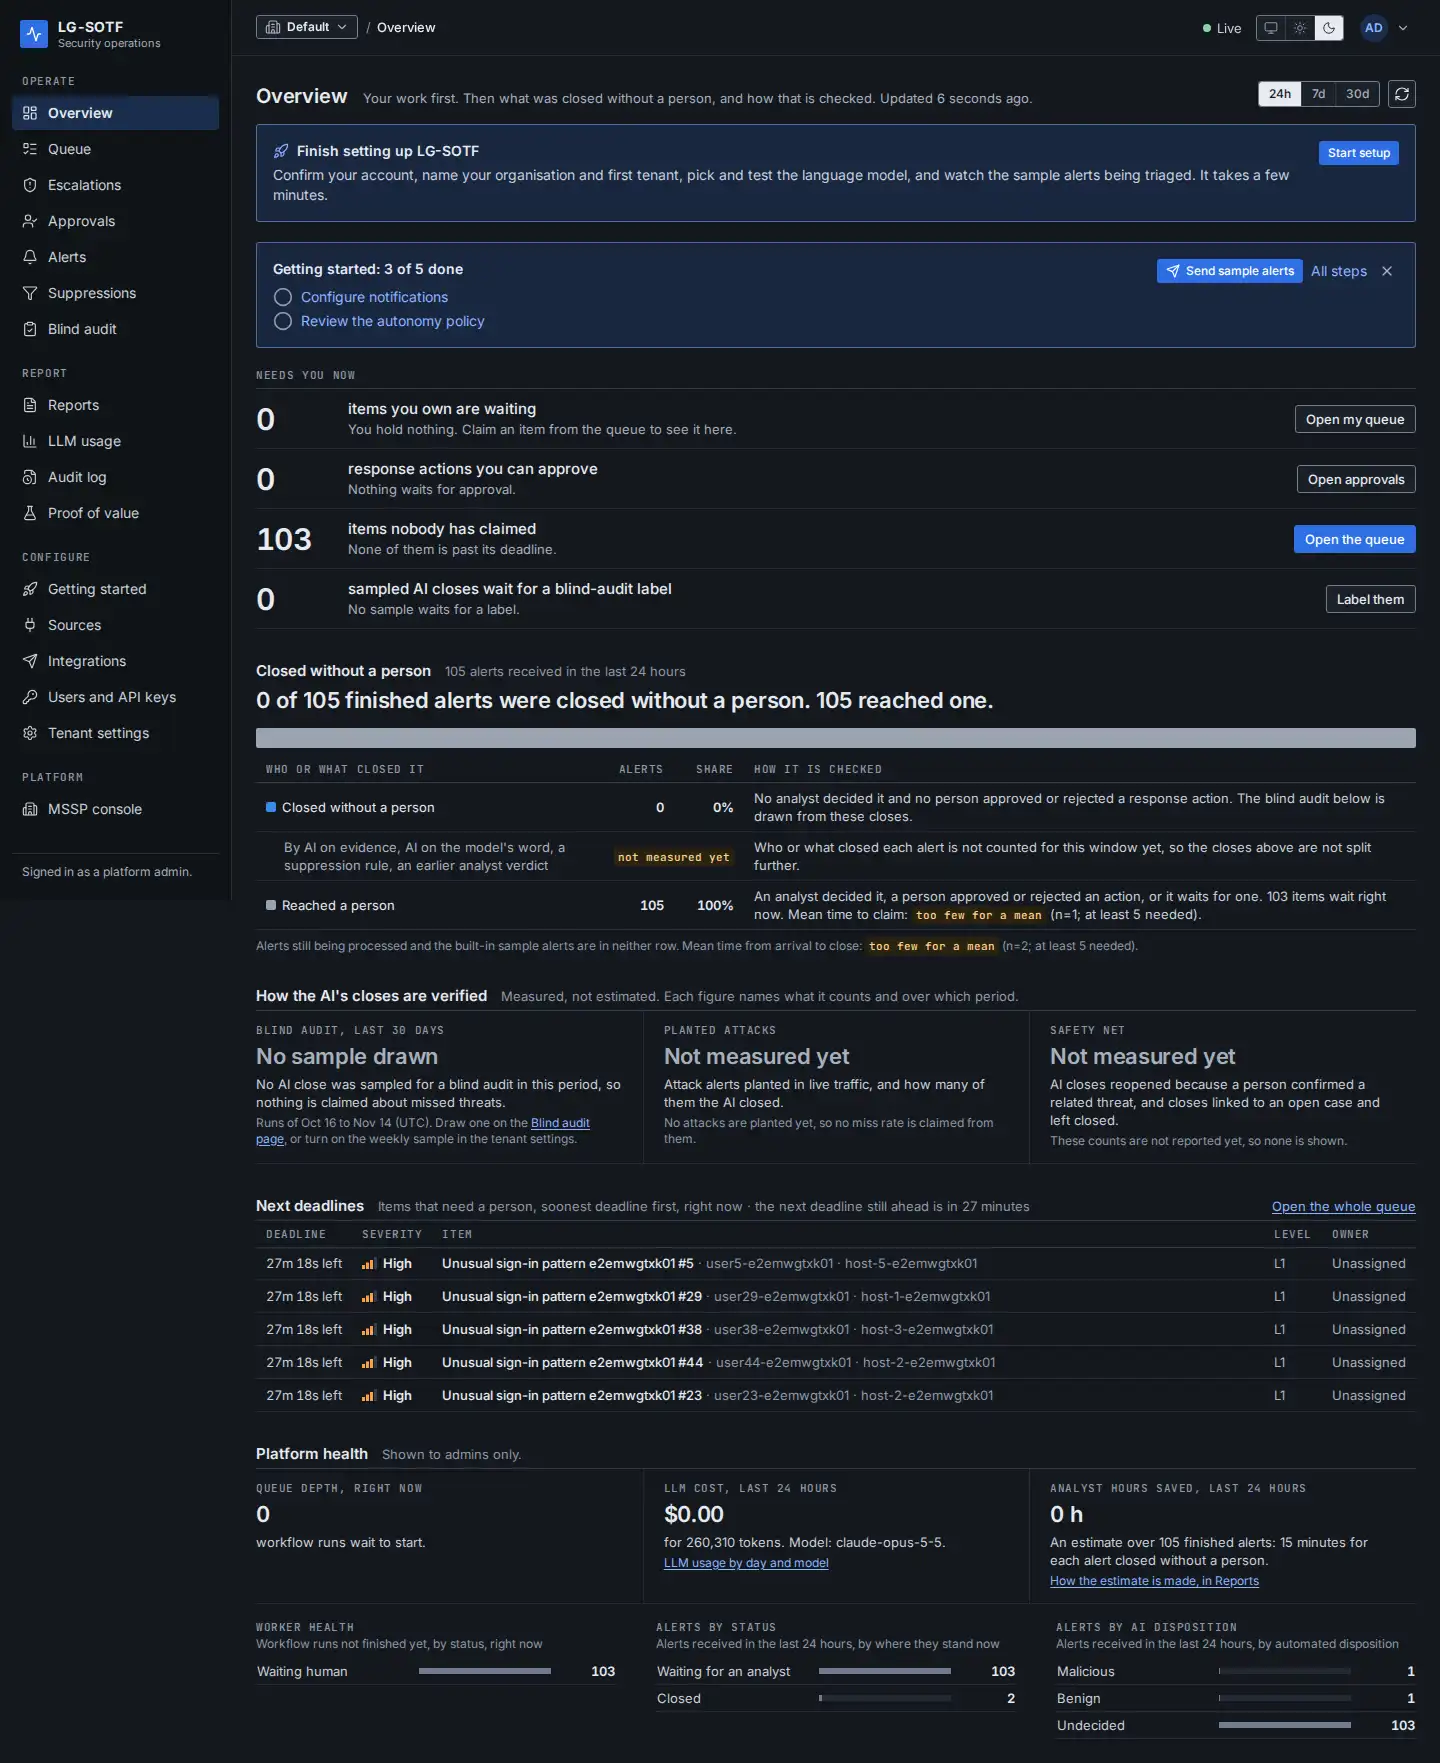 LG-SOTF
Security operations
OPERATE
Overview
Queue
Escalations
Approvals
Alerts
Suppressions
Blind audit
REPORT
Reports
LLM usage
Audit log
Proof of value
CONFIGURE
Getting started
Sources
Integrations
Users and API keys
Tenant settings
PLATFORM
MSSP console
Signed in as a platform admin.
Default / Overview
Live
AD
Overview Your work first. Then what was closed without a person, and how that is checked. Updated 6 seconds ago.
24h 7d 30d
Finish setting up LG-SOTF
Start setup
Confirm your account, name your organisation and first tenant, pick and test the language model, and watch the sample alerts being triaged. It takes a few
minutes.
Getting started: 3 of 5 done
Send sample alerts All steps
Configure notifications
Review the autonomy policy
NEEDS YOU NOW
0 items you own are waiting
You hold nothing. Claim an item from the queue to see it here.
Open my queue
0 response actions you can approve
Nothing waits for approval.
Open approvals
103 items nobody has claimed
None of them is past its deadline.
Open the queue
0 sampled AI closes wait for a blind-audit label
No sample waits for a label.
Label them
Closed without a person 105 alerts received in the last 24 hours
0 of 105 finished alerts were closed without a person. 105 reached one.
WHO OR WHAT CLOSED IT ALERTS SHARE HOW IT IS CHECKED
Closed without a person 0 0% No analyst decided it and no person approved or rejected a response action. The blind audit below is
drawn from these closes.
By AI on evidence, AI on the model's word, a
suppression rule, an earlier analyst verdict
not measured yet
Who or what closed each alert is not counted for this window yet, so the closes above are not split
further.
Reached a person 105 100% An analyst decided it, a person approved or rejected an action, or it waits for one. 103 items wait right
now. Mean time to claim: too few for a mean (n=1; at least 5 needed).
Alerts still being processed and the built-in sample alerts are in neither row. Mean time from arrival to close: too few for a mean (n=2; at least 5 needed).
How the AI's closes are verified Measured, not estimated. Each figure names what it counts and over which period.
BLIND AUDIT, LAST 30 DAYS
No sample drawn
No AI close was sampled for a blind audit in this period, so
nothing is claimed about missed threats.
Runs of Oct 16 to Nov 14 (UTC). Draw one on the Blind audit
page, or turn on the weekly sample in the tenant settings.
PLANTED ATTACKS
Not measured yet
Attack alerts planted in live traffic, and how many of
them the AI closed.
No attacks are planted yet, so no miss rate is claimed from
them.
SAFETY NET
Not measured yet
AI closes reopened because a person confirmed a
related threat, and closes linked to an open case and
left closed.
These counts are not reported yet, so none is shown.
Next deadlines Items that need a person, soonest deadline first, right now · the next deadline still ahead is in 27 minutes
Open the whole queue
DEADLINE SEVERITY ITEM LEVEL OWNER
27m 18s left High Unusual sign-in pattern e2emwgtxk01 #5 · user5-e2emwgtxk01 · host-5-e2emwgtxk01 L1 Unassigned
27m 18s left High Unusual sign-in pattern e2emwgtxk01 #29 · user29-e2emwgtxk01 · host-1-e2emwgtxk01 L1 Unassigned
27m 18s left High Unusual sign-in pattern e2emwgtxk01 #38 · user38-e2emwgtxk01 · host-3-e2emwgtxk01 L1 Unassigned
27m 18s left High Unusual sign-in pattern e2emwgtxk01 #44 · user44-e2emwgtxk01 · host-2-e2emwgtxk01 L1 Unassigned
27m 18s left High Unusual sign-in pattern e2emwgtxk01 #23 · user23-e2emwgtxk01 · host-2-e2emwgtxk01 L1 Unassigned
Platform health Shown to admins only.
QUEUE DEPTH, RIGHT NOW
0
workflow runs wait to start.
LLM COST, LAST 24 HOURS
$0.00
for 260,310 tokens. Model: claude-opus-5-5.
LLM usage by day and model
ANALYST HOURS SAVED, LAST 24 HOURS
0 h
An estimate over 105 finished alerts: 15 minutes for
each alert closed without a person.
How the estimate is made, in Reports
WORKER HEALTH
Workflow runs not finished yet, by status, right now
Waiting human 103
ALERTS BY STATUS
Alerts received in the last 24 hours, by where they stand now
Waiting for an analyst 103
Closed 2
ALERTS BY AI DISPOSITION
Alerts received in the last 24 hours, by automated disposition
Malicious 1
Benign 1
Undecided 103